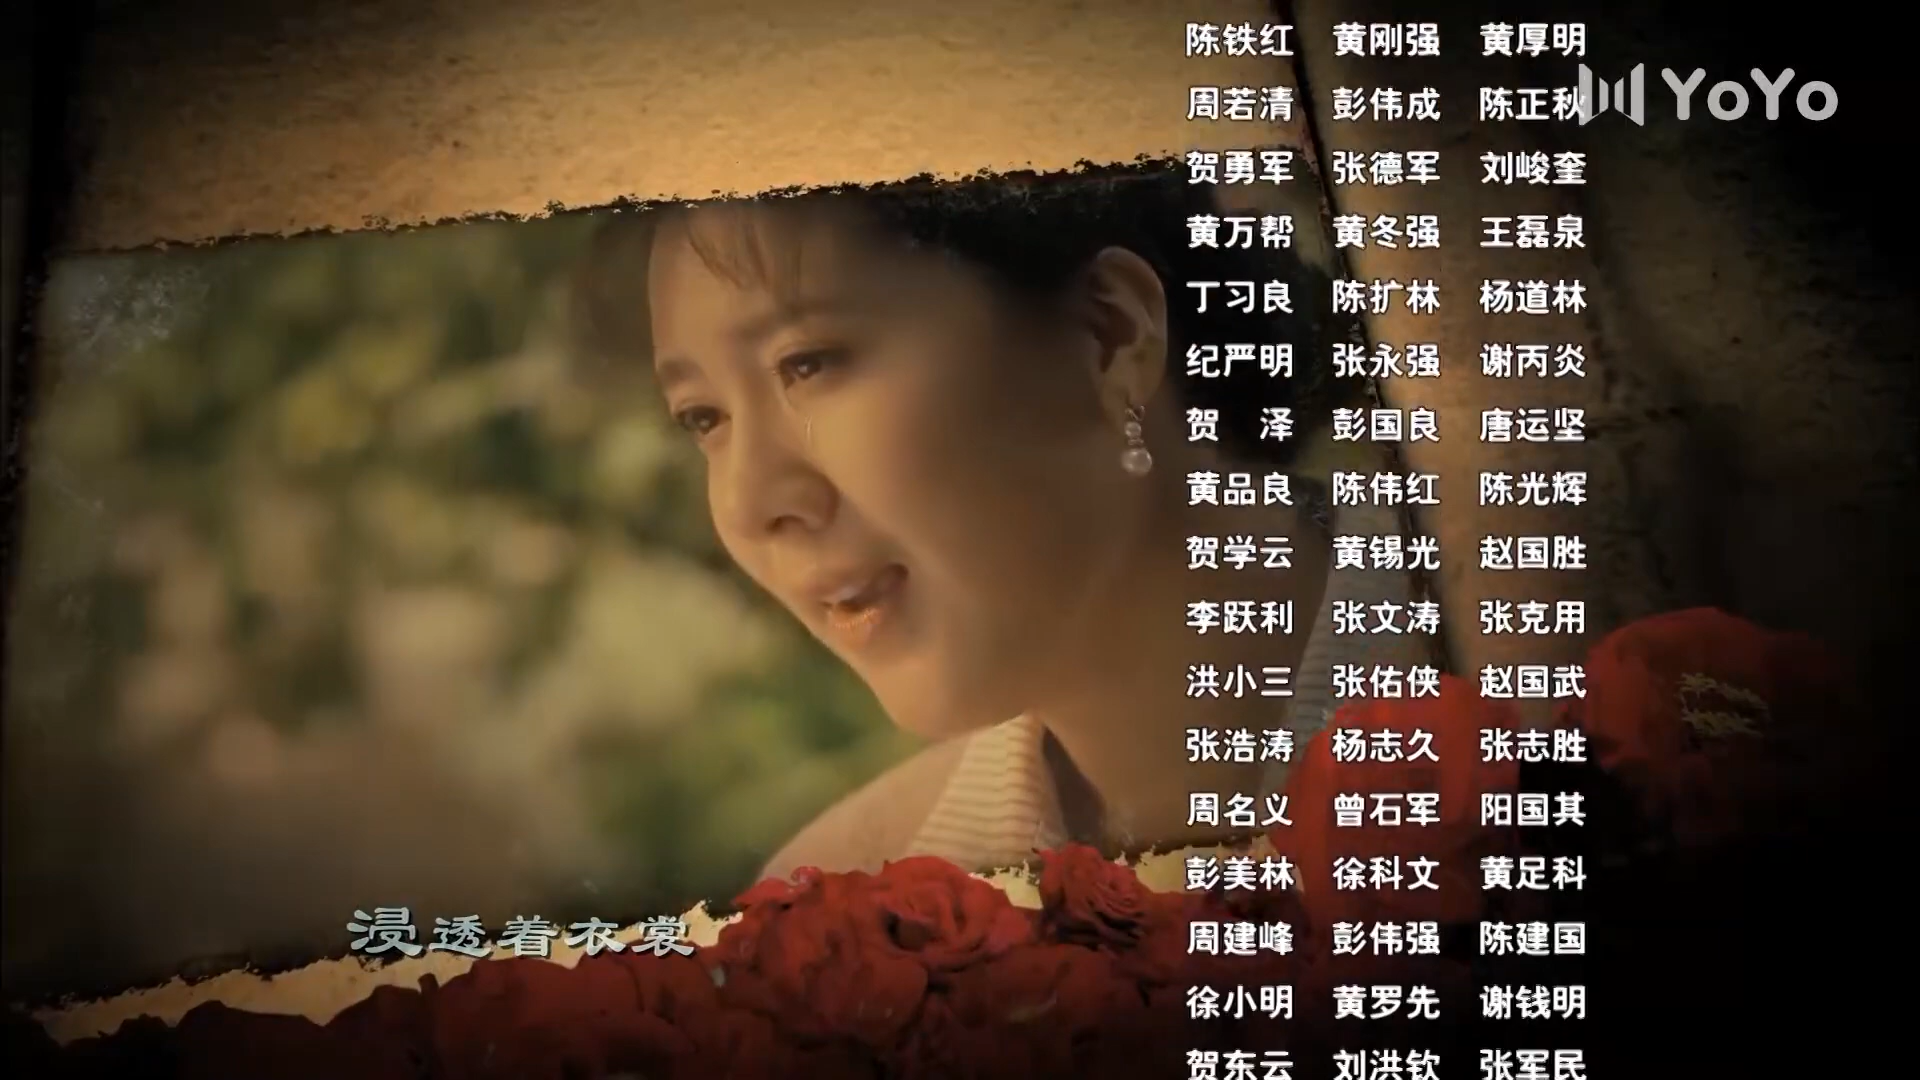 陈铁红 黄刚强 黄厚明
YoYo
周若清 彭伟成 陈正秋
贺勇军 张德军 刘峻奎
黄万帮 黄冬强 王磊泉
丁习良 陈扩林 杨道林
纪严明 张永强 谢丙炎
贺 泽 彭国良 唐运坚
黄品良 陈伟红 陈光辉
贺学云 黄锡光 赵国胜
李跃利 张文涛 张克用
洪小三 张佑侠 赵国武
张浩涛 杨志久 张志胜
周名义 曾石军 阳国其
彭美林 徐科文 黄足科
浸透着衣裳
周建峰 彭伟强 陈建国
徐小明 黄罗先 谢钱明
贺东云 刘洪钦 张军民